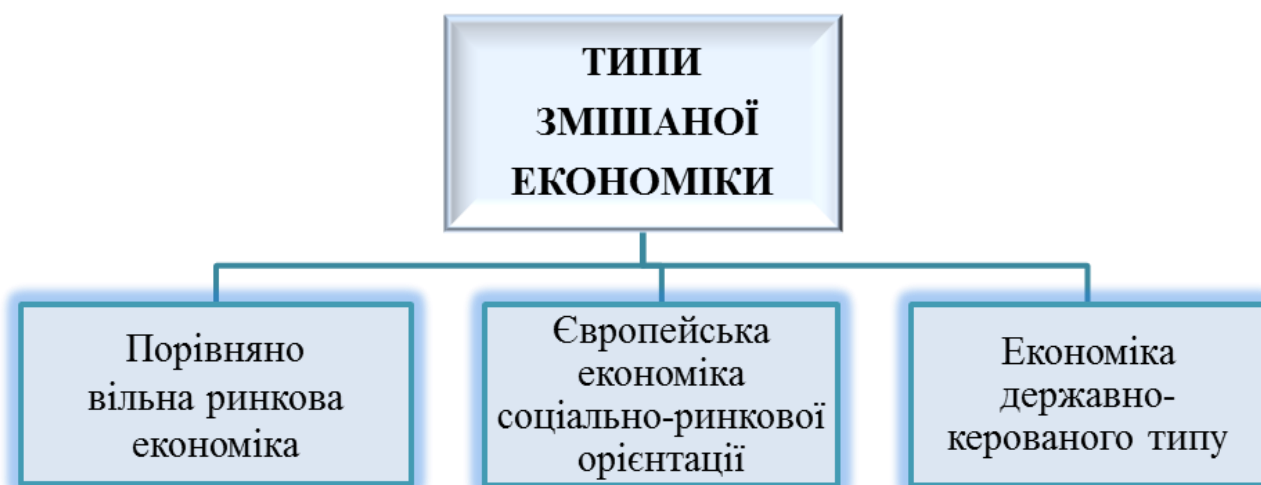 ТИПИ
ЗМІШАНОЇ
ЕКОНОМІКИ
Порівняно
вільна ринкова
економіка
Європейська
економіка
соціально-ринкової
орієнтації
Економіка
державно-
керованого типу